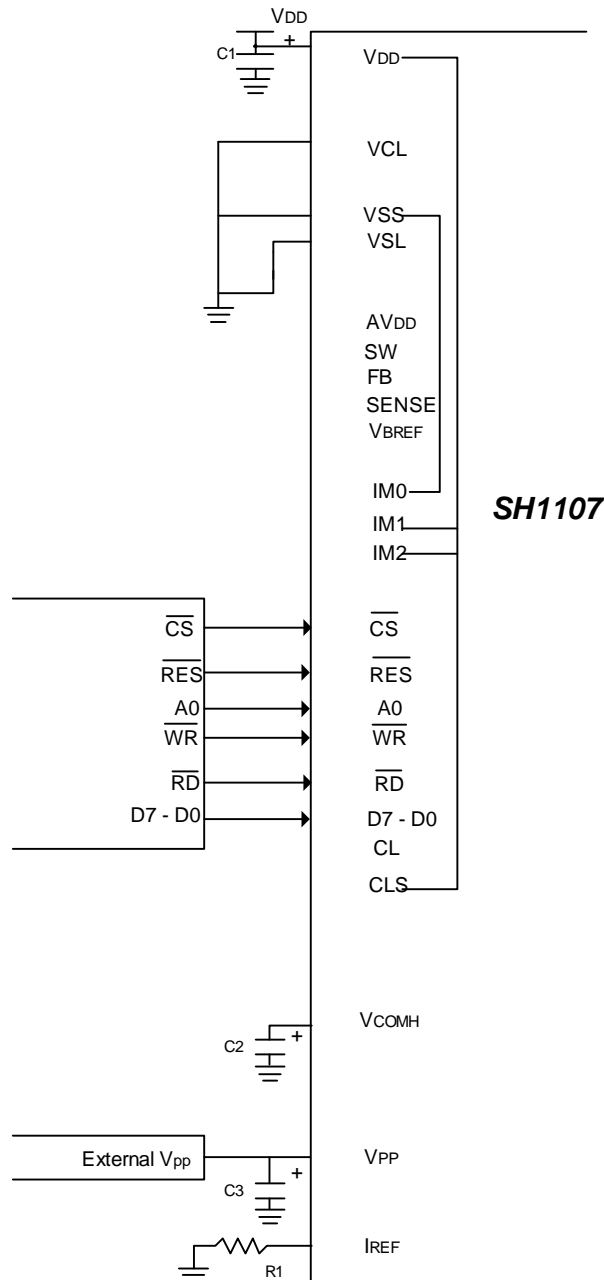 VDD
+
C1
VDD
VCL
VSS
VSL
AVDD
SW
FB
SENSE
VBREF
IM0
SH1107
IM1
IM2
CS CS
RES RES
A0 A0
WR WR
RD RD
D7 - D0 D7 - D0
CL
CLS
VCOMH
C2 +
External Vpp VPP
C3 +
IREF
R1